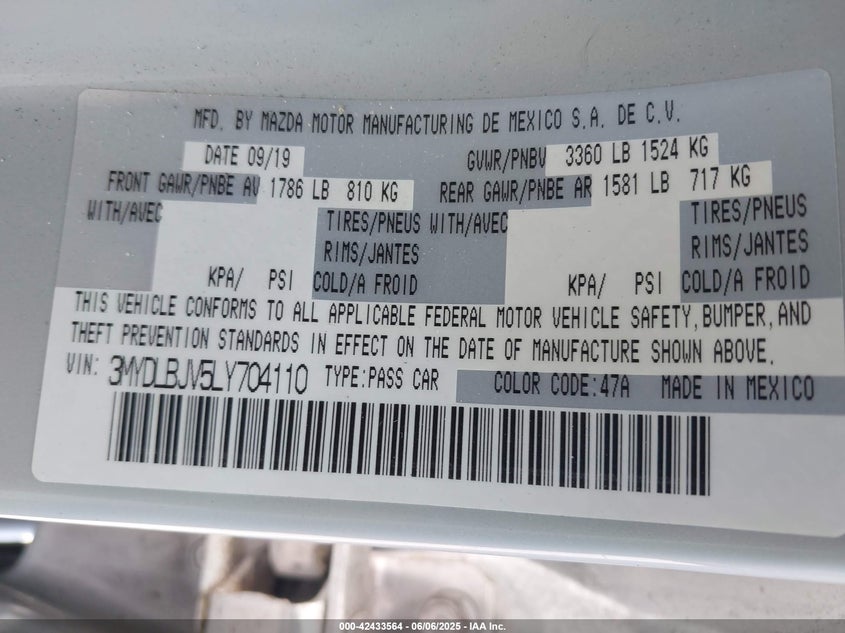 MFD. BY MAZDA MOTOR MANUFACTURING DE MEXICO S.A. DE C.V.
DATE 09/19 GVWR/PNBV 3360 LB 1524 KG
FRONT GAWR/PNBE AV 1786 LB 810 KG REAR GAWR/PNBE AR 1581 LB 717 KG
WITH/AVEC TIRES/PNEUS WITH/AVEC TIRES/PNEUS
RIMS/JANTES RIMS/JANTES
KPA/ PSI COLD/A FROID KPA/ PSI COLD/A FROID
THIS VEHICLE CONFORMS TO ALL APPLICABLE FEDERAL MOTOR VEHICLE SAFETY, BUMPER, AND
THEFT PREVENTION STANDARDS IN EFFECT ON THE DATE OF MANUFACTURE SHOWN ABOVE.
VIN: 3MYDLBJV5LY704110 TYPE:PASS CAR COLOR CODE:47A MADE IN MEXICO
000-42433564 - 06/06/2025 - IAA Inc.